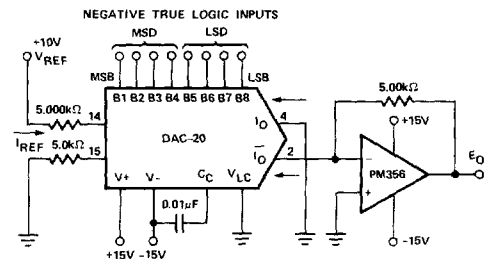 NEGATIVE TRUE LOGIC INPUTS
MSD LSD
+10V
VREF
MSB B1 B2 B3 B4 B5 B6 B7 B8 LSB
5.000kΩ
14
IREF
5.0kΩ
15
DAC-20
IO
4
IO
2
V+ V- CC VLC
0.01μF
+15V -15V
5.00kΩ
+15V
-
PM356
+
EO
-15V